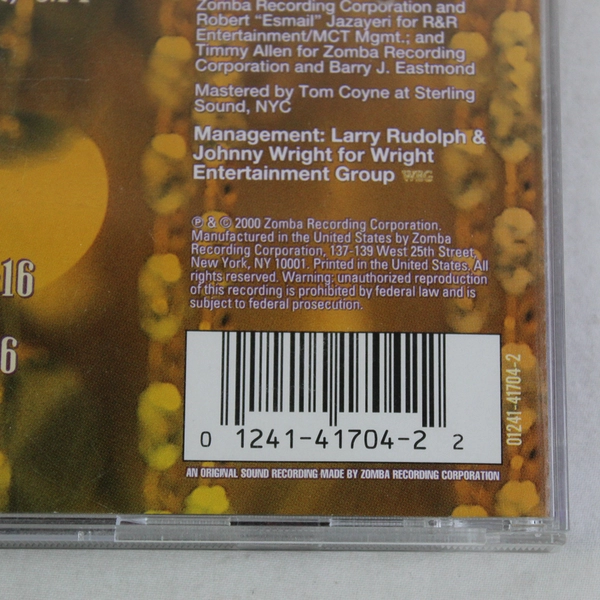 Zomba Recording Corporation and
Robert "Esmail" Jazayeri for R&R
Entertainment/MCT Mgmt.; and
Timmy Allen for Zomba Recording
Corporation and Barry J. Eastmond
Mastered by Tom Coyne at Sterling
Sound, NYC
Management: Larry Rudolph &
Johnny Wright for Wright
Entertainment Group WEG
℗ & © 2000 Zomba Recording Corporation.
Manufactured in the United States by Zomba
Recording Corporation, 137-139 West 25th Street,
New York, NY 10001. Printed in the United States. All
rights reserved. Warning: unauthorized reproduction
of this recording is prohibited by federal law and is
subject to federal prosecution.
16
6
0 1241-41704-2 2
01241-41704-2
AN ORIGINAL SOUND RECORDING MADE BY ZOMBA RECORDING CORPORATION